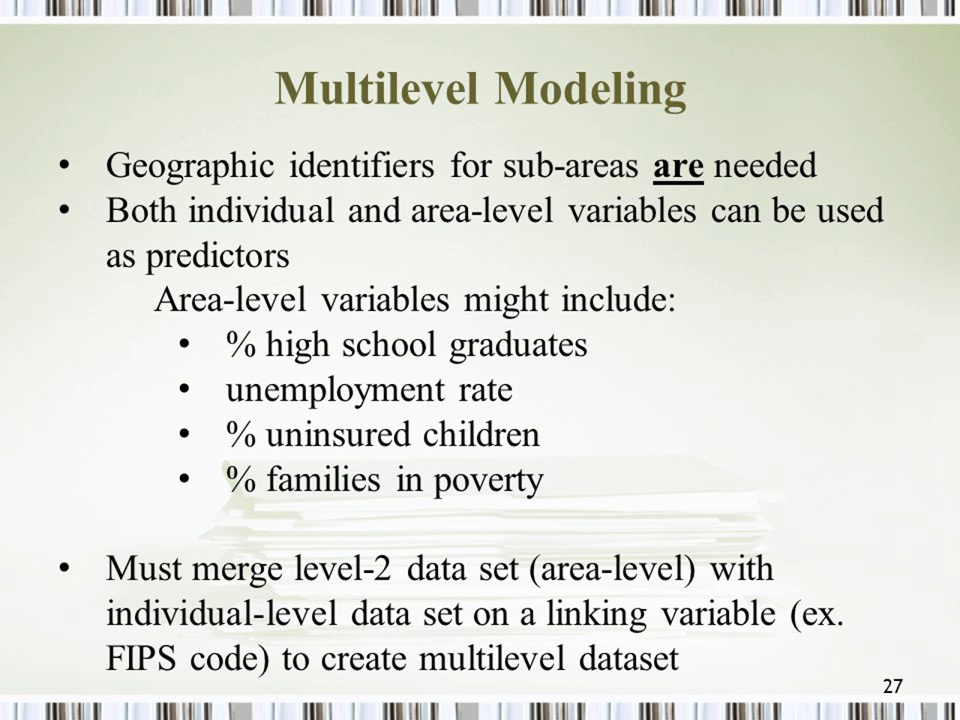 Multilevel Modeling
• Geographic identifiers for sub-areas are needed
• Both individual and area-level variables can be used
as predictors
Area-level variables might include:
• % high school graduates
• unemployment rate
• % uninsured children
• % families in poverty
• Must merge level-2 data set (area-level) with
individual-level data set on a linking variable (ex.
FIPS code) to create multilevel dataset
27